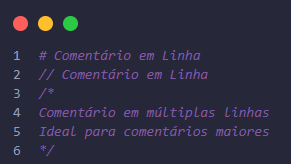 1 # Comentário em Linha
2 // Comentário em Linha
3 /*
4 Comentário em múltiplas linhas
5 Ideal para comentários maiores
6 */